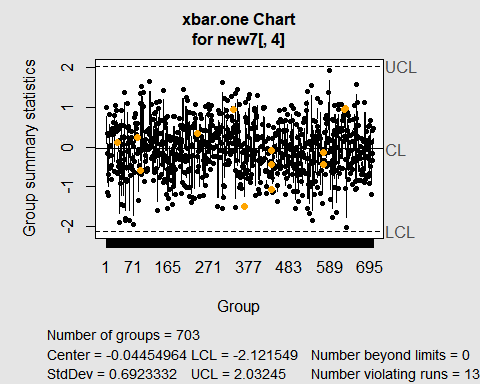 xbar.one Chart
for new7[, 4]
Group summary statistics
2
1
0
-1
-2
UCL
CL
LCL
1 71 165 271 377 483 589 695
Group
Number of groups = 703
Center = -0.04454964 LCL = -2.121549 Number beyond limits = 0
StdDev = 0.6923332 UCL = 2.03245 Number violating runs = 13